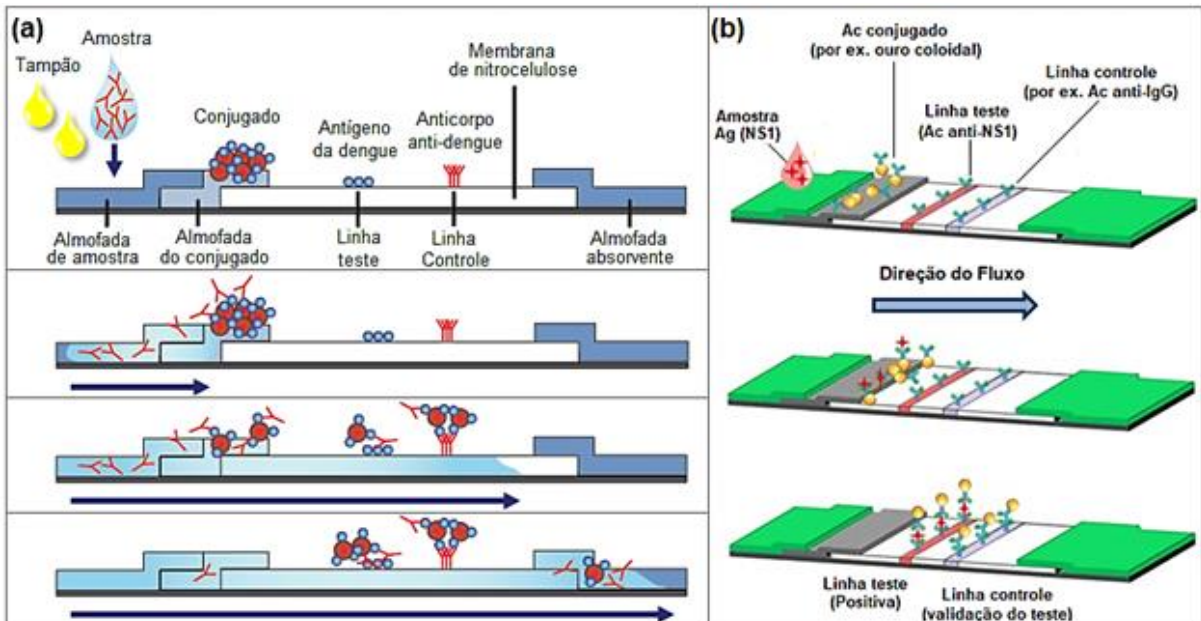 (a)
Amostra
Tampão
Conjugado
Antígeno
da dengue
Anticorpo
anti-dengue
Membrana
de nitrocelulose
Almofada
de amostra
Almofada
do conjugado
Linha
teste
Linha
Controle
Almofada
absorvente
(b)
Ac conjugado
(por ex. ouro coloidal)
Linha controle
(por ex. Ac anti-IgG)
Linha teste
(Ac anti-NS1)
Amostra
Ag (NS1)
Direção do Fluxo
Linha teste
(Positiva)
Linha controle
(validação do teste)